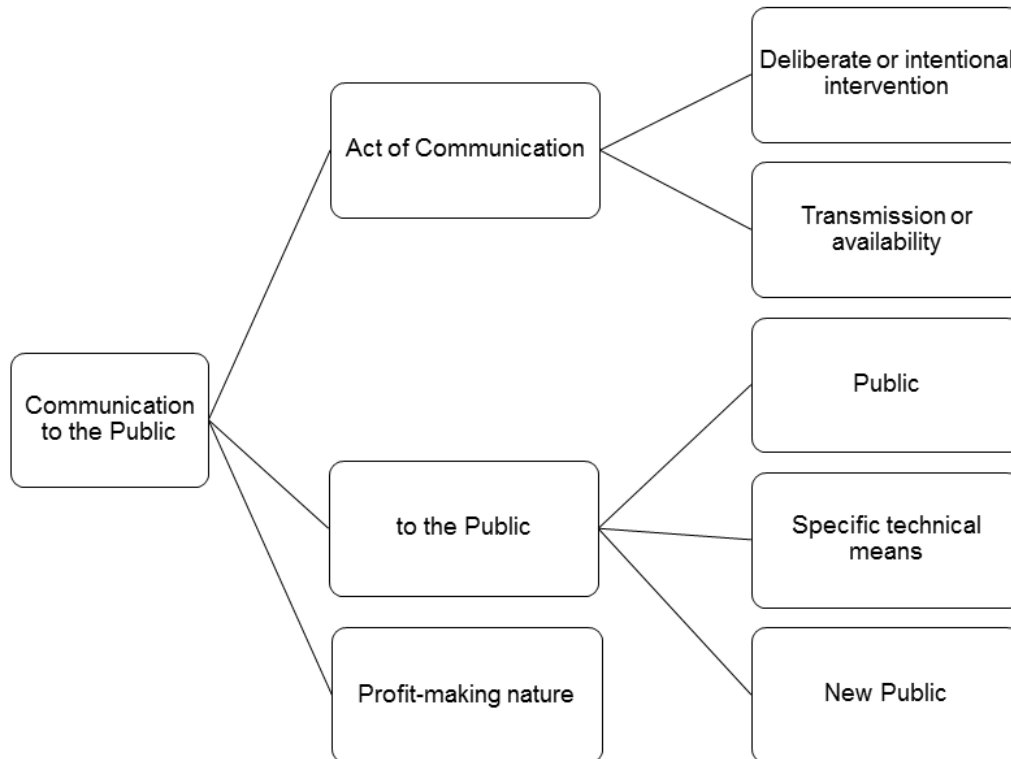 Deliberate or intentional
intervention
Act of Communication
Transmission or
availability
Communication
to the Public
Public
to the Public
Specific technical
means
Profit-making nature
New Public